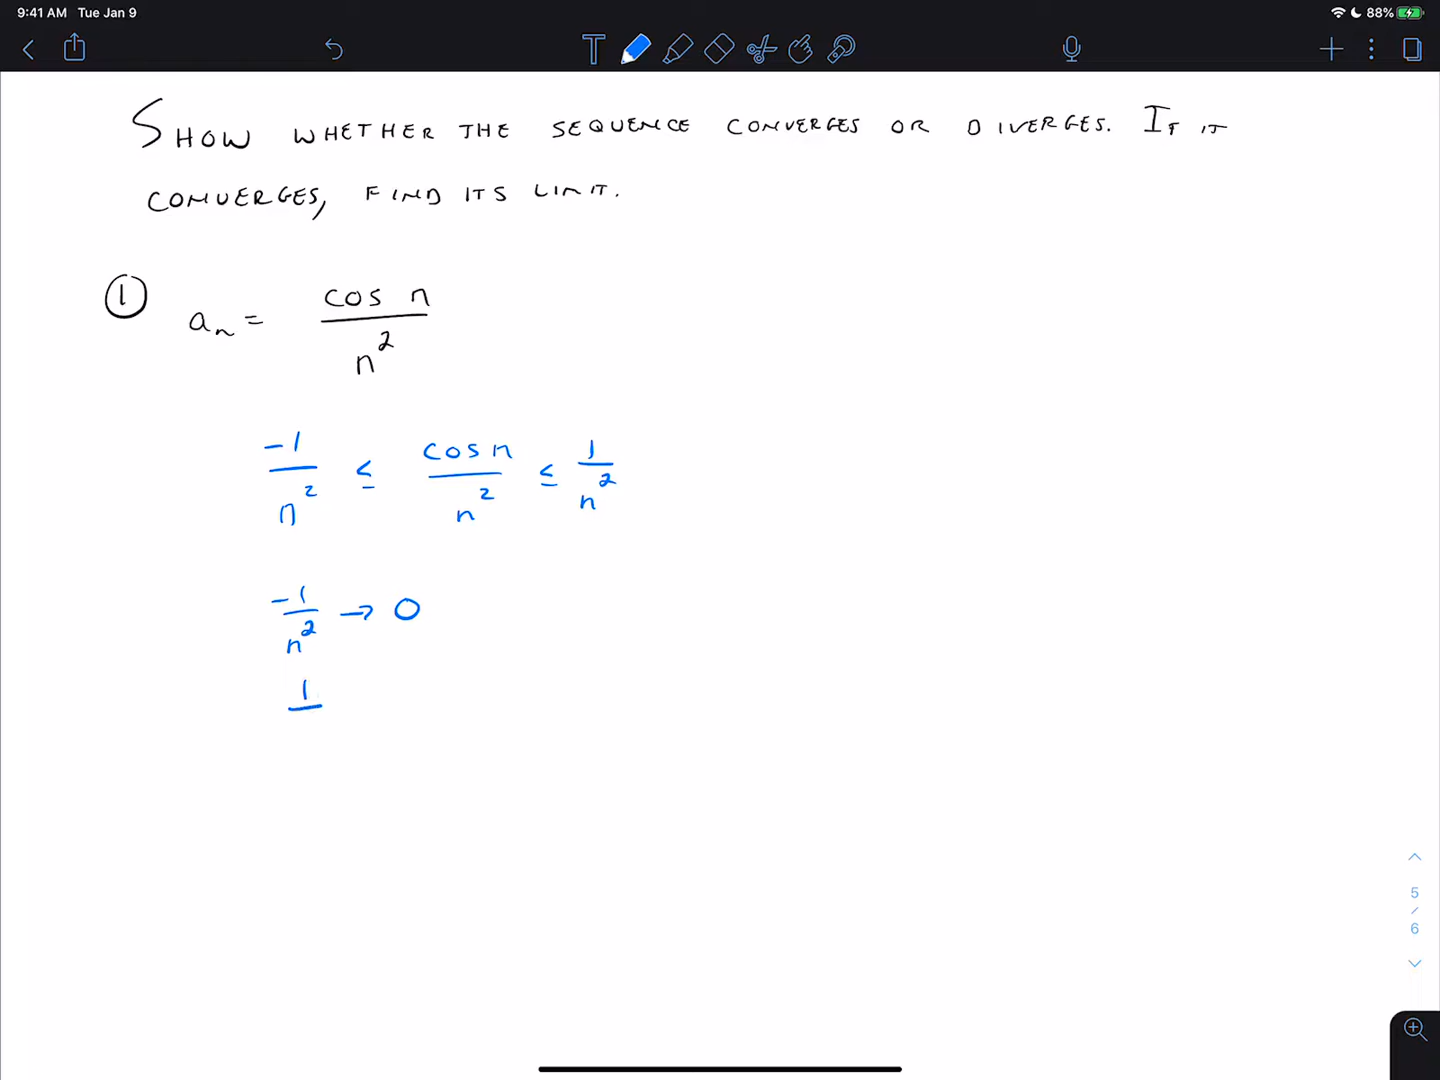 9:41 AM Tue Jan 9
88%
SHOW WHETHER THE SEQUENCE CONVERGES OR DIVERGES. IF IT
CONVERGES, FIND ITS LIMIT.
① aₙ = cos n / n²
-1/n² ≤ cos n / n² ≤ 1/n²
-1/n² → 0
1
5
/
6